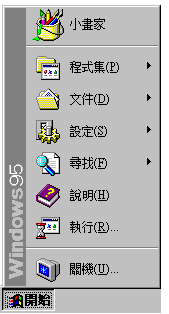 小畫家
程式集(P)
文件(D)
設定(S)
尋找(F)
說明(H)
執行(R)...
關機(U)...
Windows95
開始